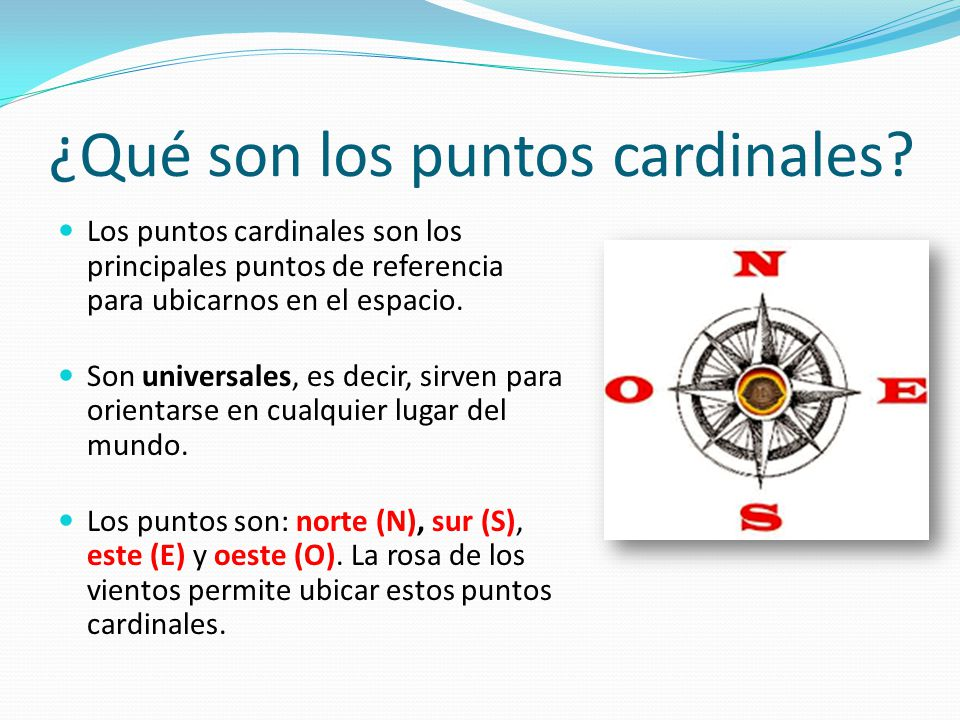 ¿Qué son los puntos cardinales?
Los puntos cardinales son los
principales puntos de referencia
para ubicarnos en el espacio.
Son universales, es decir, sirven para
orientarse en cualquier lugar del
mundo.
Los puntos son: norte (N), sur (S),
este (E) y oeste (O). La rosa de los
vientos permite ubicar estos puntos
cardinales.
N
O E
S